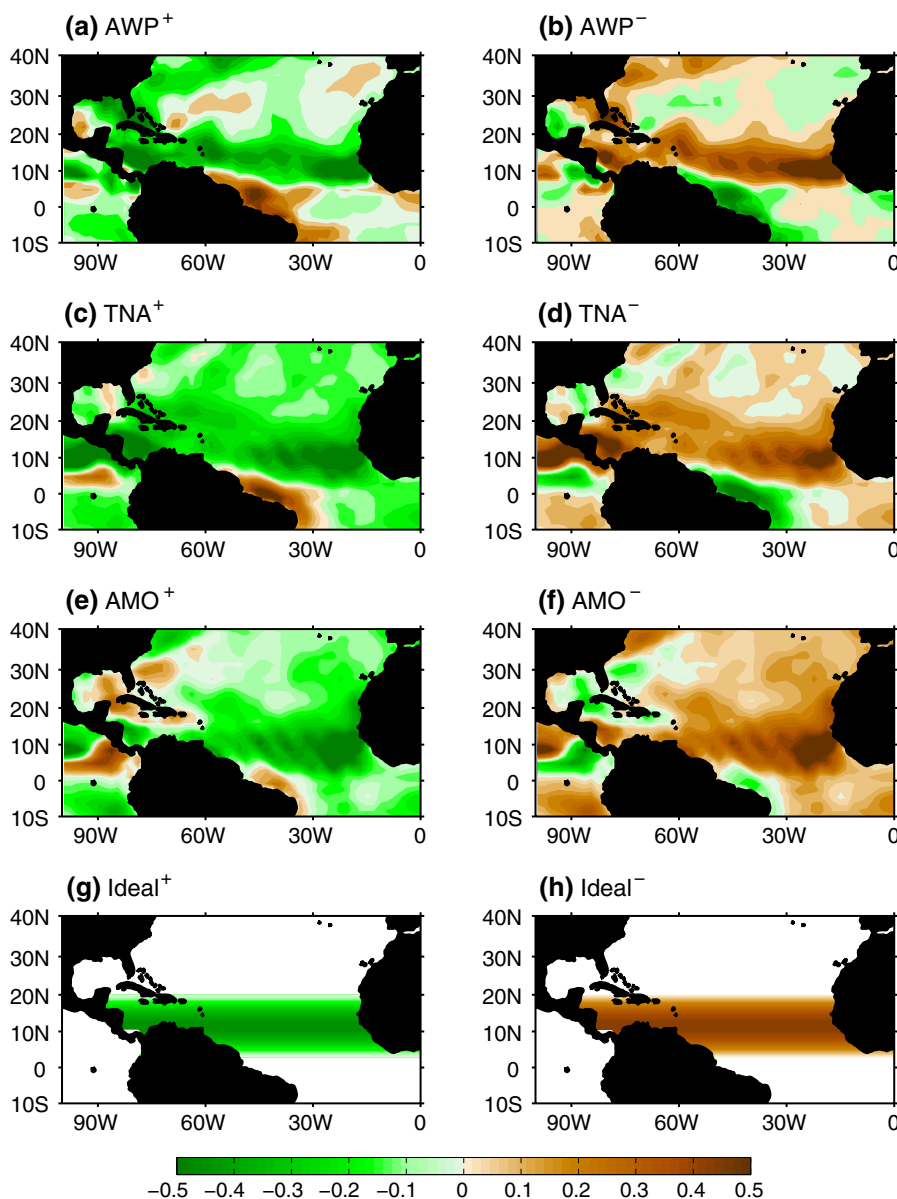 (a) AWP+ (b) AWP−
40N 40N
30N 30N
20N 20N
10N 10N
0 0
10S 10S
90W 60W 30W 0 90W 60W 30W 0
(c) TNA+ (d) TNA−
40N 40N
30N 30N
20N 20N
10N 10N
0 0
10S 10S
90W 60W 30W 0 90W 60W 30W 0
(e) AMO+ (f) AMO−
40N 40N
30N 30N
20N 20N
10N 10N
0 0
10S 10S
90W 60W 30W 0 90W 60W 30W 0
(g) Ideal+ (h) Ideal−
40N 40N
30N 30N
20N 20N
10N 10N
0 0
10S 10S
90W 60W 30W 0 90W 60W 30W 0
−0.5 −0.4 −0.3 −0.2 −0.1 0 0.1 0.2 0.3 0.4 0.5